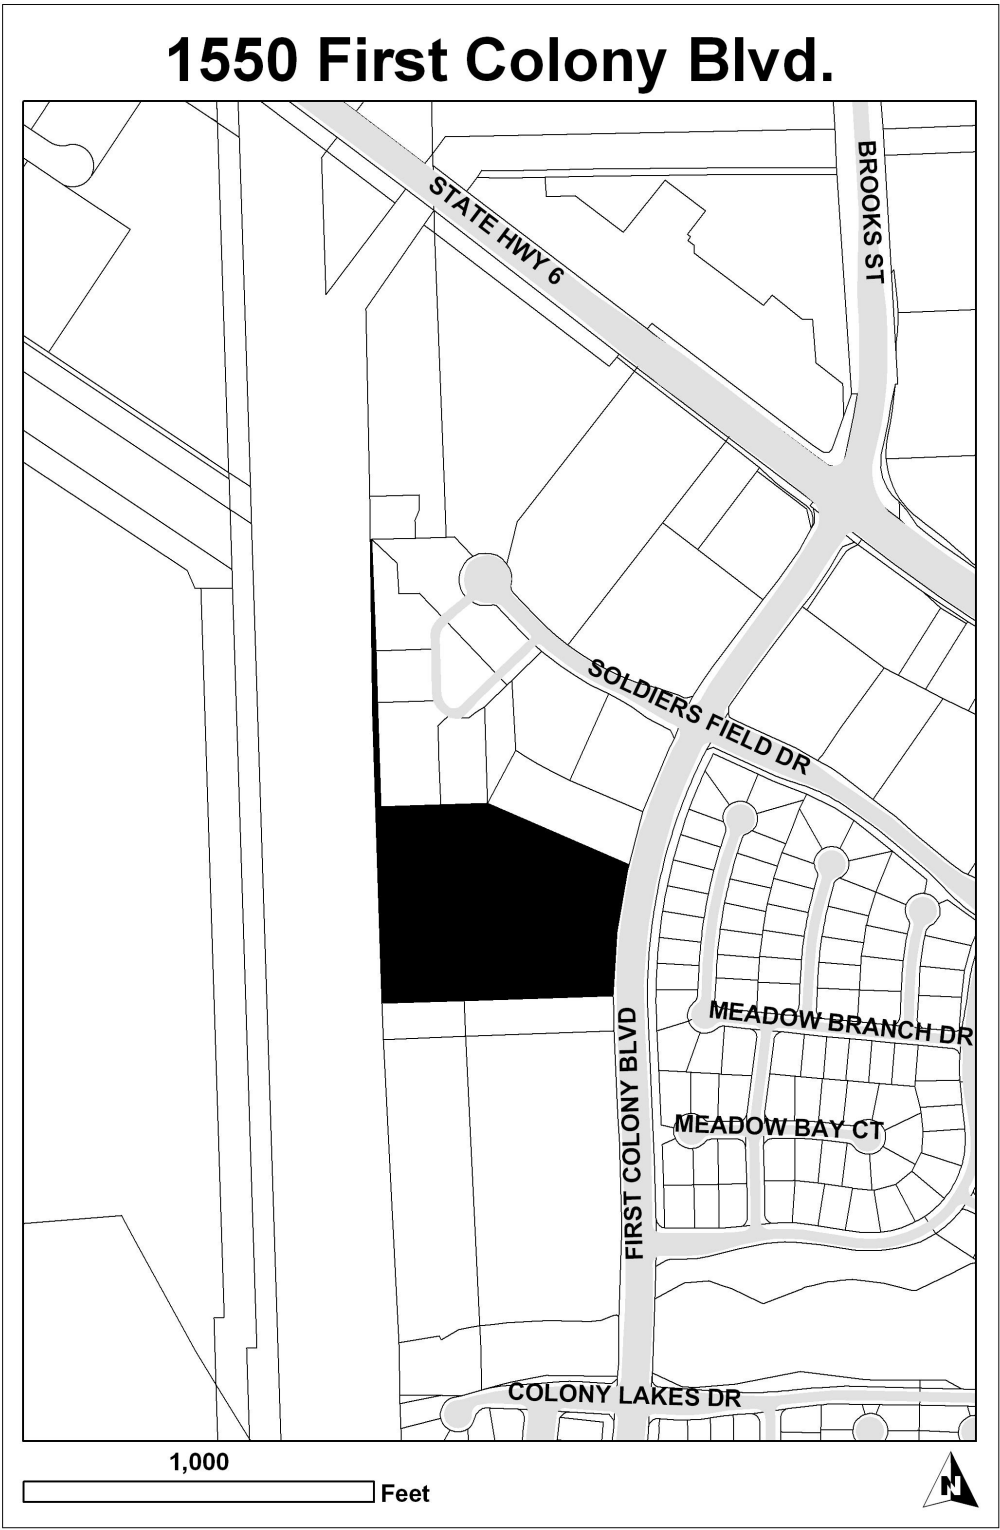 1550 First Colony Blvd.
BROOKS ST
STATE HWY 6
SOLDIERS FIELD DR
MEADOW BRANCH DR
FIRST COLONY BLVD
MEADOW BAY CT
COLONY LAKES DR
1,000
Feet
N